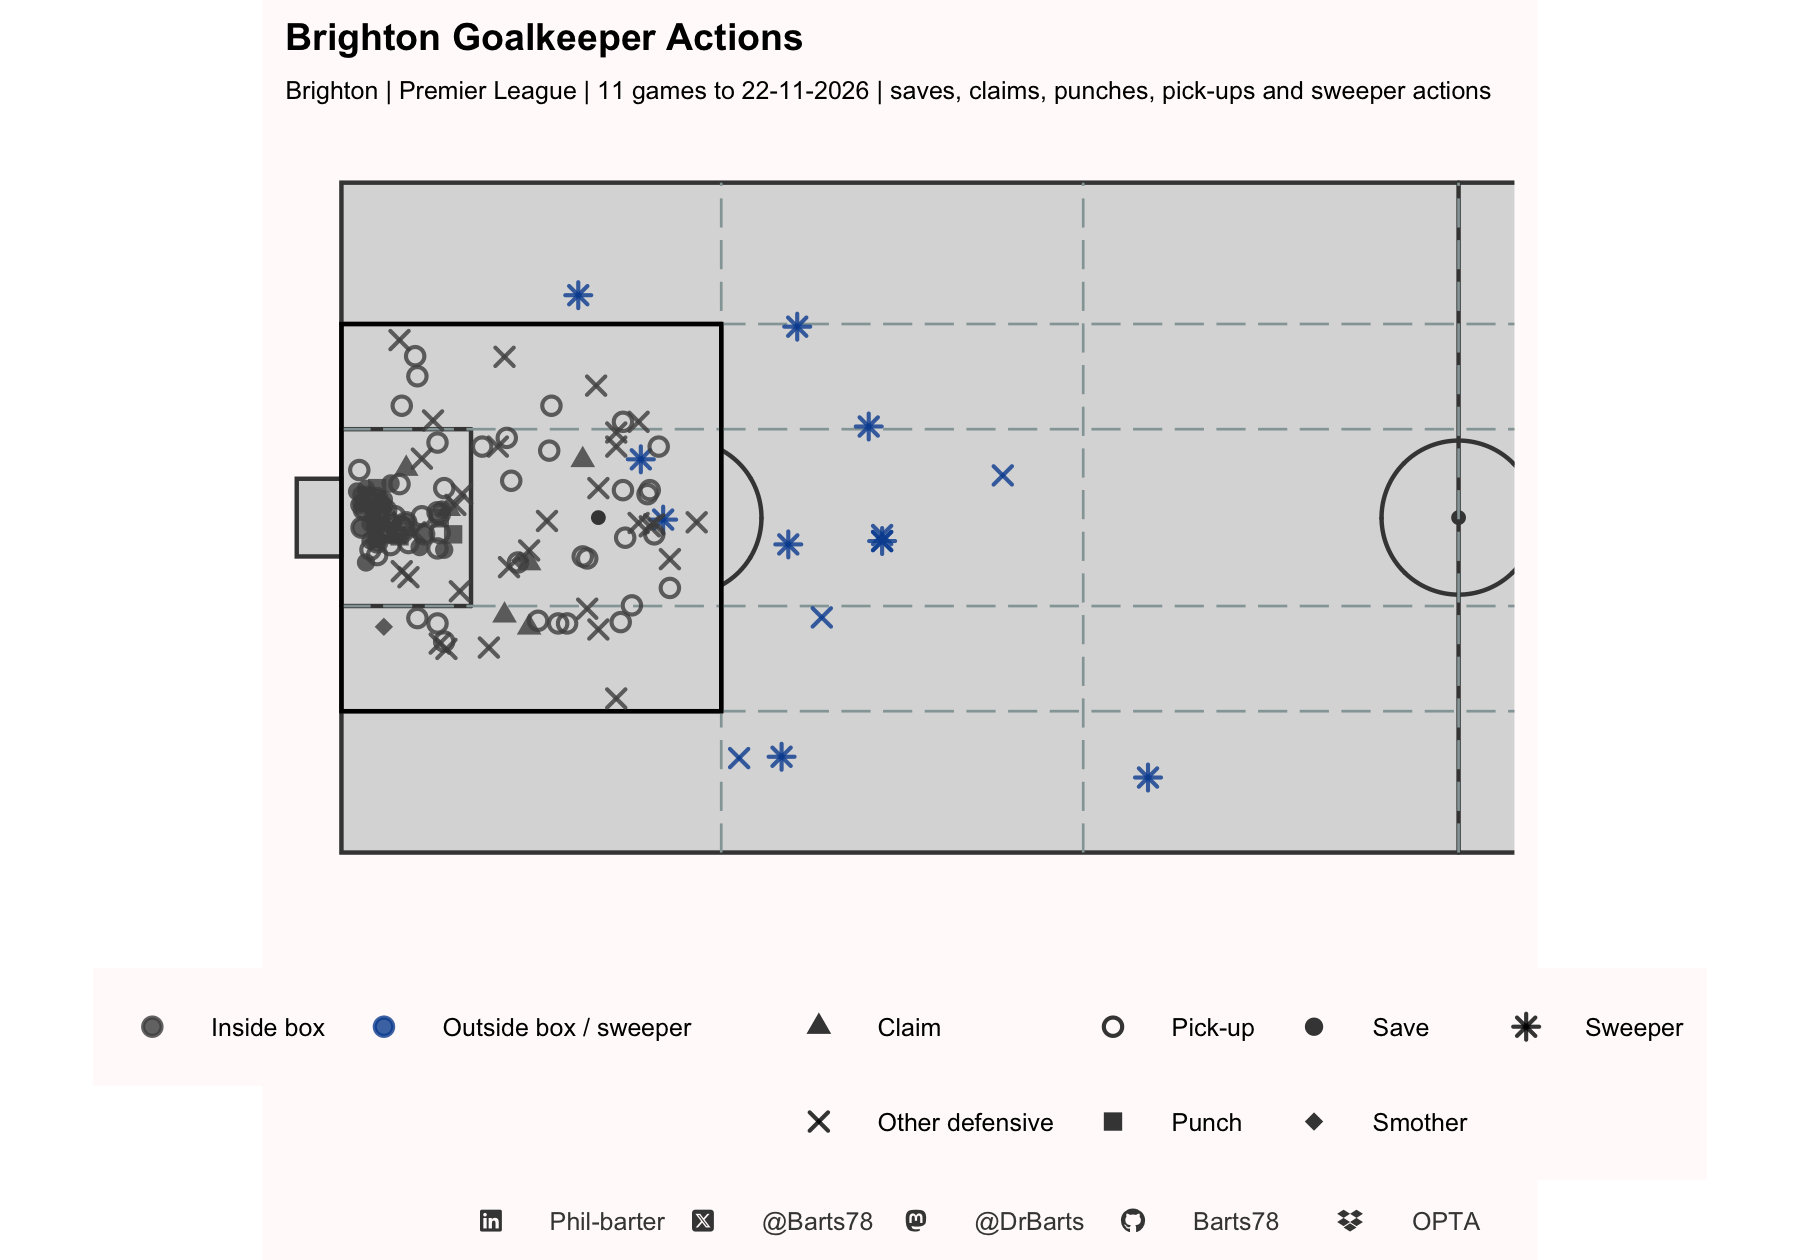 Brighton Goalkeeper Actions
Brighton | Premier League | 11 games to 22-11-2026 | saves, claims, punches, pick-ups and sweeper actions
Inside box Outside box / sweeper Claim Pick-up Save Sweeper
Other defensive Punch Smother
Phil-barter @Barts78 @DrBarts Barts78 OPTA